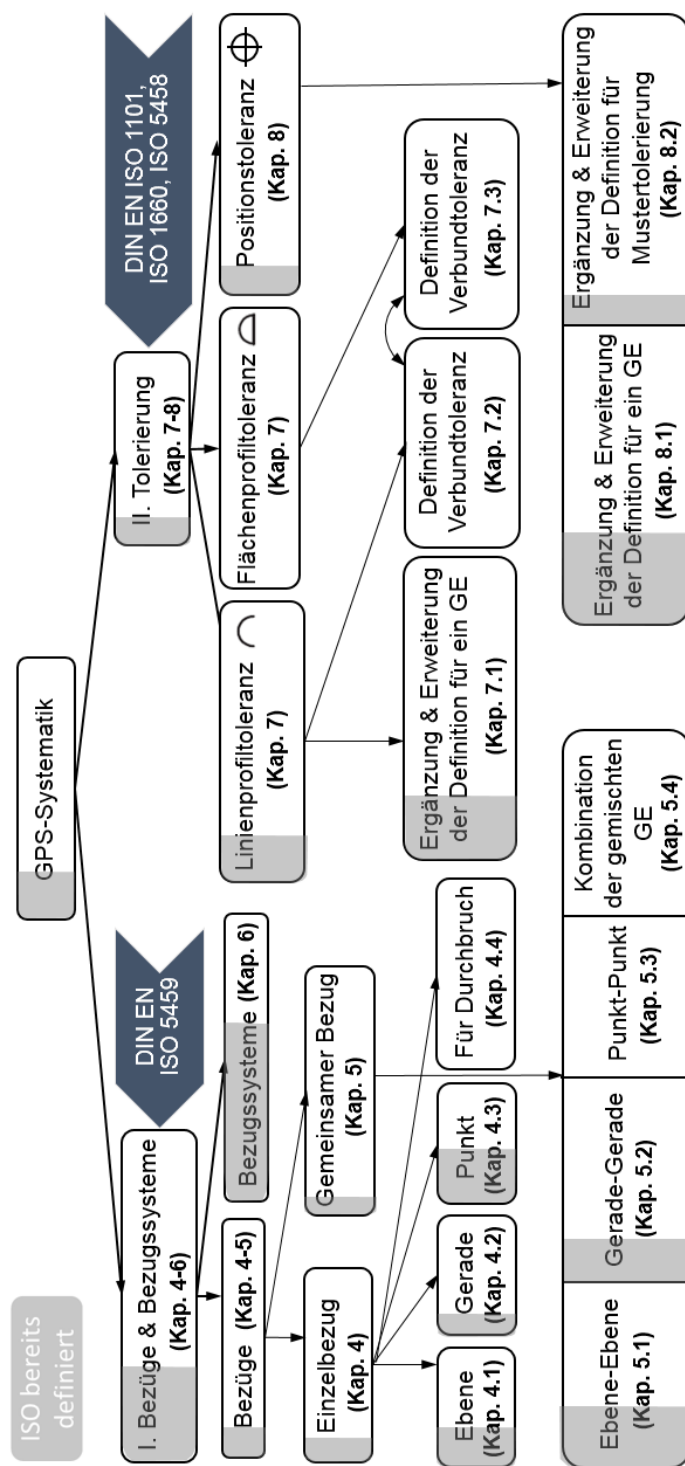 ISO bereits
definiert
GPS-Systematik
I. Bezüge & Bezugssysteme
(Kap. 4-6)
DIN EN
ISO 5459
II. Tolerierung
(Kap. 7-8)
DIN EN ISO 1101,
ISO 1660, ISO 5458
Bezüge (Kap. 4-5)
Bezugssysteme (Kap. 6)
Linienprofiltoleranz
(Kap. 7)
Flächenprofiltoleranz
(Kap. 7)
Positionstoleranz
(Kap. 8)
Einzelbezug
(Kap. 4)
Gemeinsamer Bezug
(Kap. 5)
Ergänzung & Erweiterung
der Definition für ein GE
(Kap. 7.1)
Definition der
Verbundtoleranz
(Kap. 7.2)
Definition der
Verbundtoleranz
(Kap. 7.3)
Ebene
(Kap. 4.1)
Gerade
(Kap. 4.2)
Punkt
(Kap. 4.3)
Für Durchbruch
(Kap. 4.4)
Ebene-Ebene
(Kap. 5.1)
Gerade-Gerade
(Kap. 5.2)
Punkt-Punkt
(Kap. 5.3)
Kombination
der gemischten
GE
(Kap. 5.4)
Ergänzung & Erweiterung
der Definition für ein GE
(Kap. 8.1)
Ergänzung & Erweiterung
der Definition für
Mustertolerierung
(Kap. 8.2)